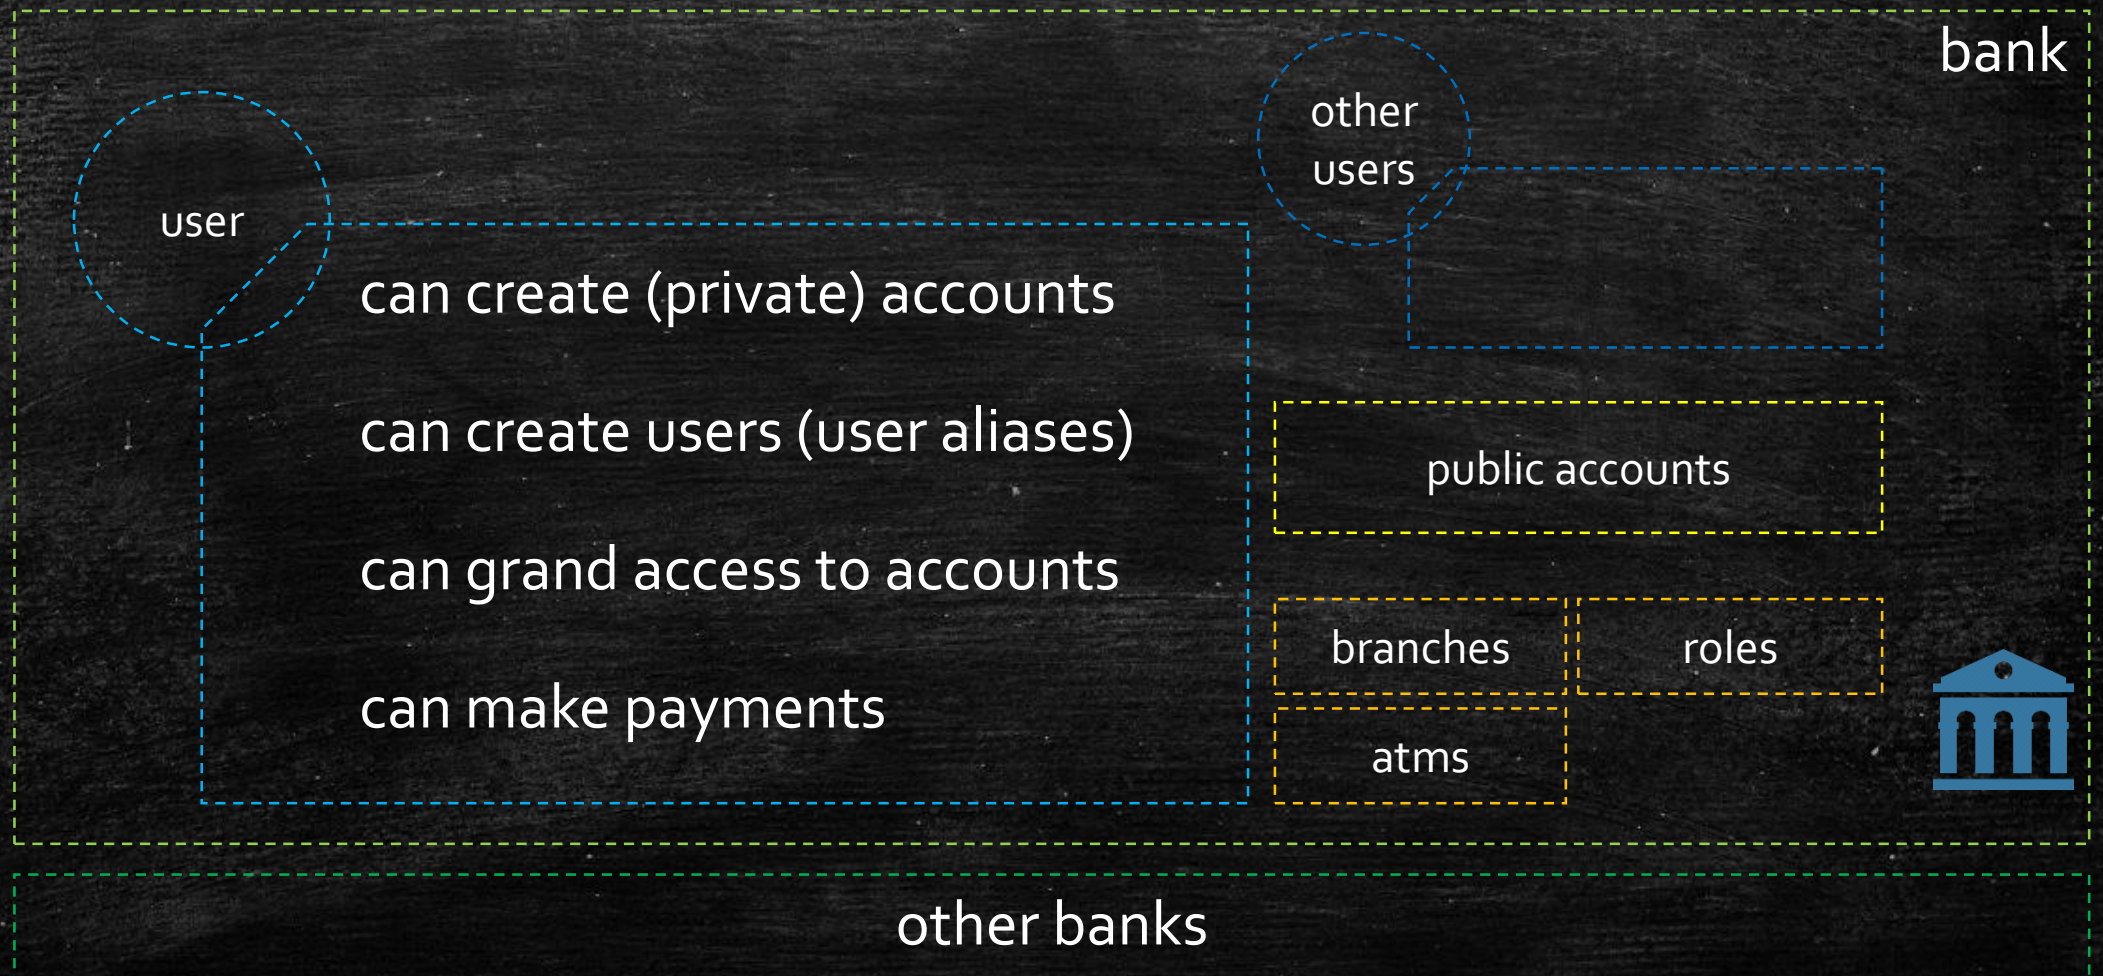 bank
other
users
user
can create (private) accounts
can create users (user aliases)
can grand access to accounts
can make payments
public accounts
branches
roles
atms
other banks